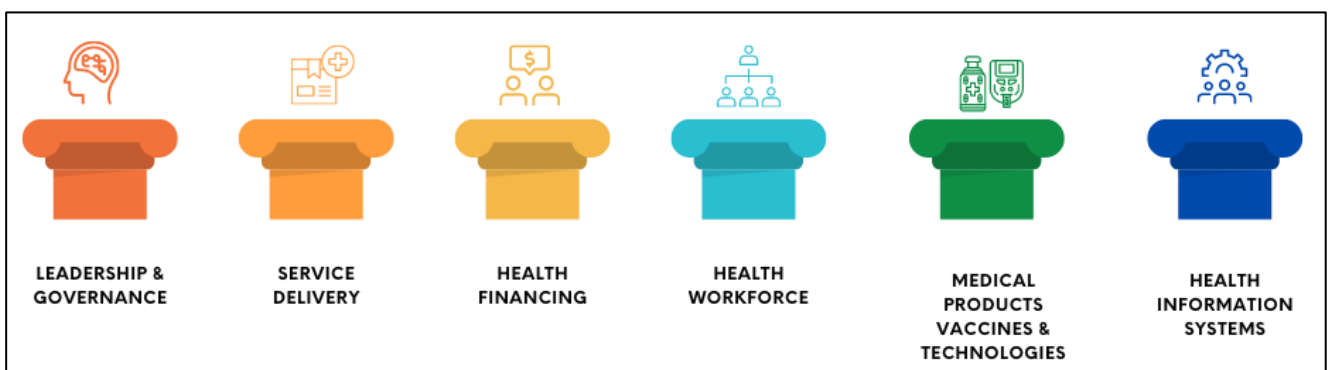 LEADERSHIP &
GOVERNANCE
SERVICE
DELIVERY
HEALTH
FINANCING
HEALTH
WORKFORCE
MEDICAL
PRODUCTS
VACCINES &
TECHNOLOGIES
HEALTH
INFORMATION
SYSTEMS